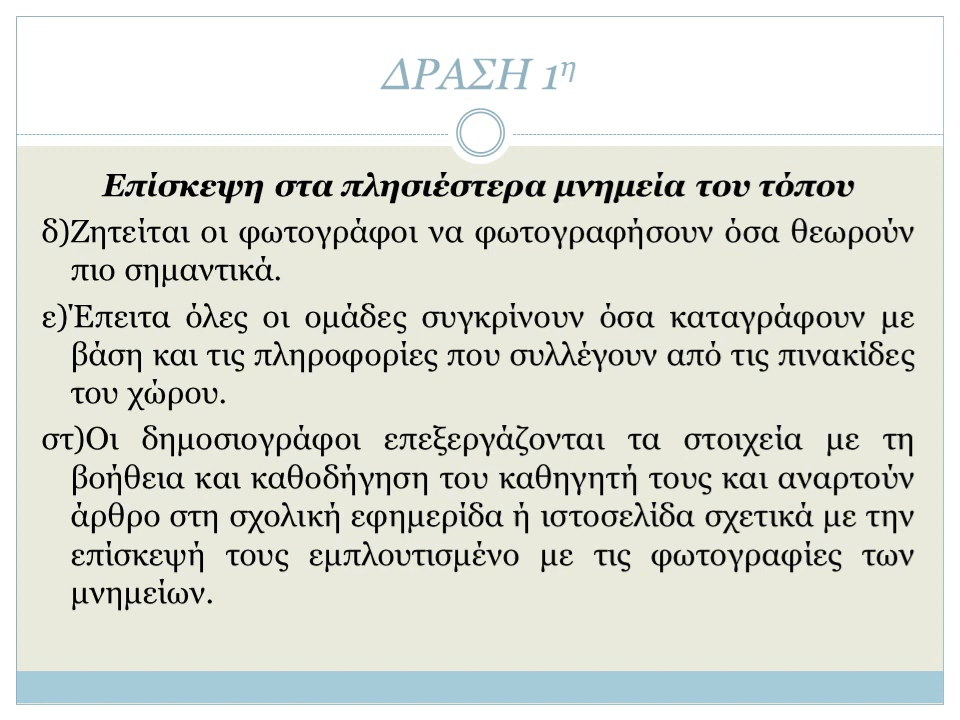 ΔΡΑΣΗ 1η
Επίσκεψη στα πλησιέστερα μνημεία του τόπου
δ)Ζητείται οι φωτογράφοι να φωτογραφήσουν όσα θεωρούν
πιο σημαντικά.
ε)Έπειτα όλες οι ομάδες συγκρίνουν όσα καταγράφουν με
βάση και τις πληροφορίες που συλλέγουν από τις πινακίδες
του χώρου.
στ)Οι δημοσιογράφοι επεξεργάζονται τα στοιχεία με τη
βοήθεια και καθοδήγηση του καθηγητή τους και αναρτούν
άρθρο στη σχολική εφημερίδα ή ιστοσελίδα σχετικά με την
επίσκεψή τους εμπλουτισμένο με τις φωτογραφίες των
μνημείων.